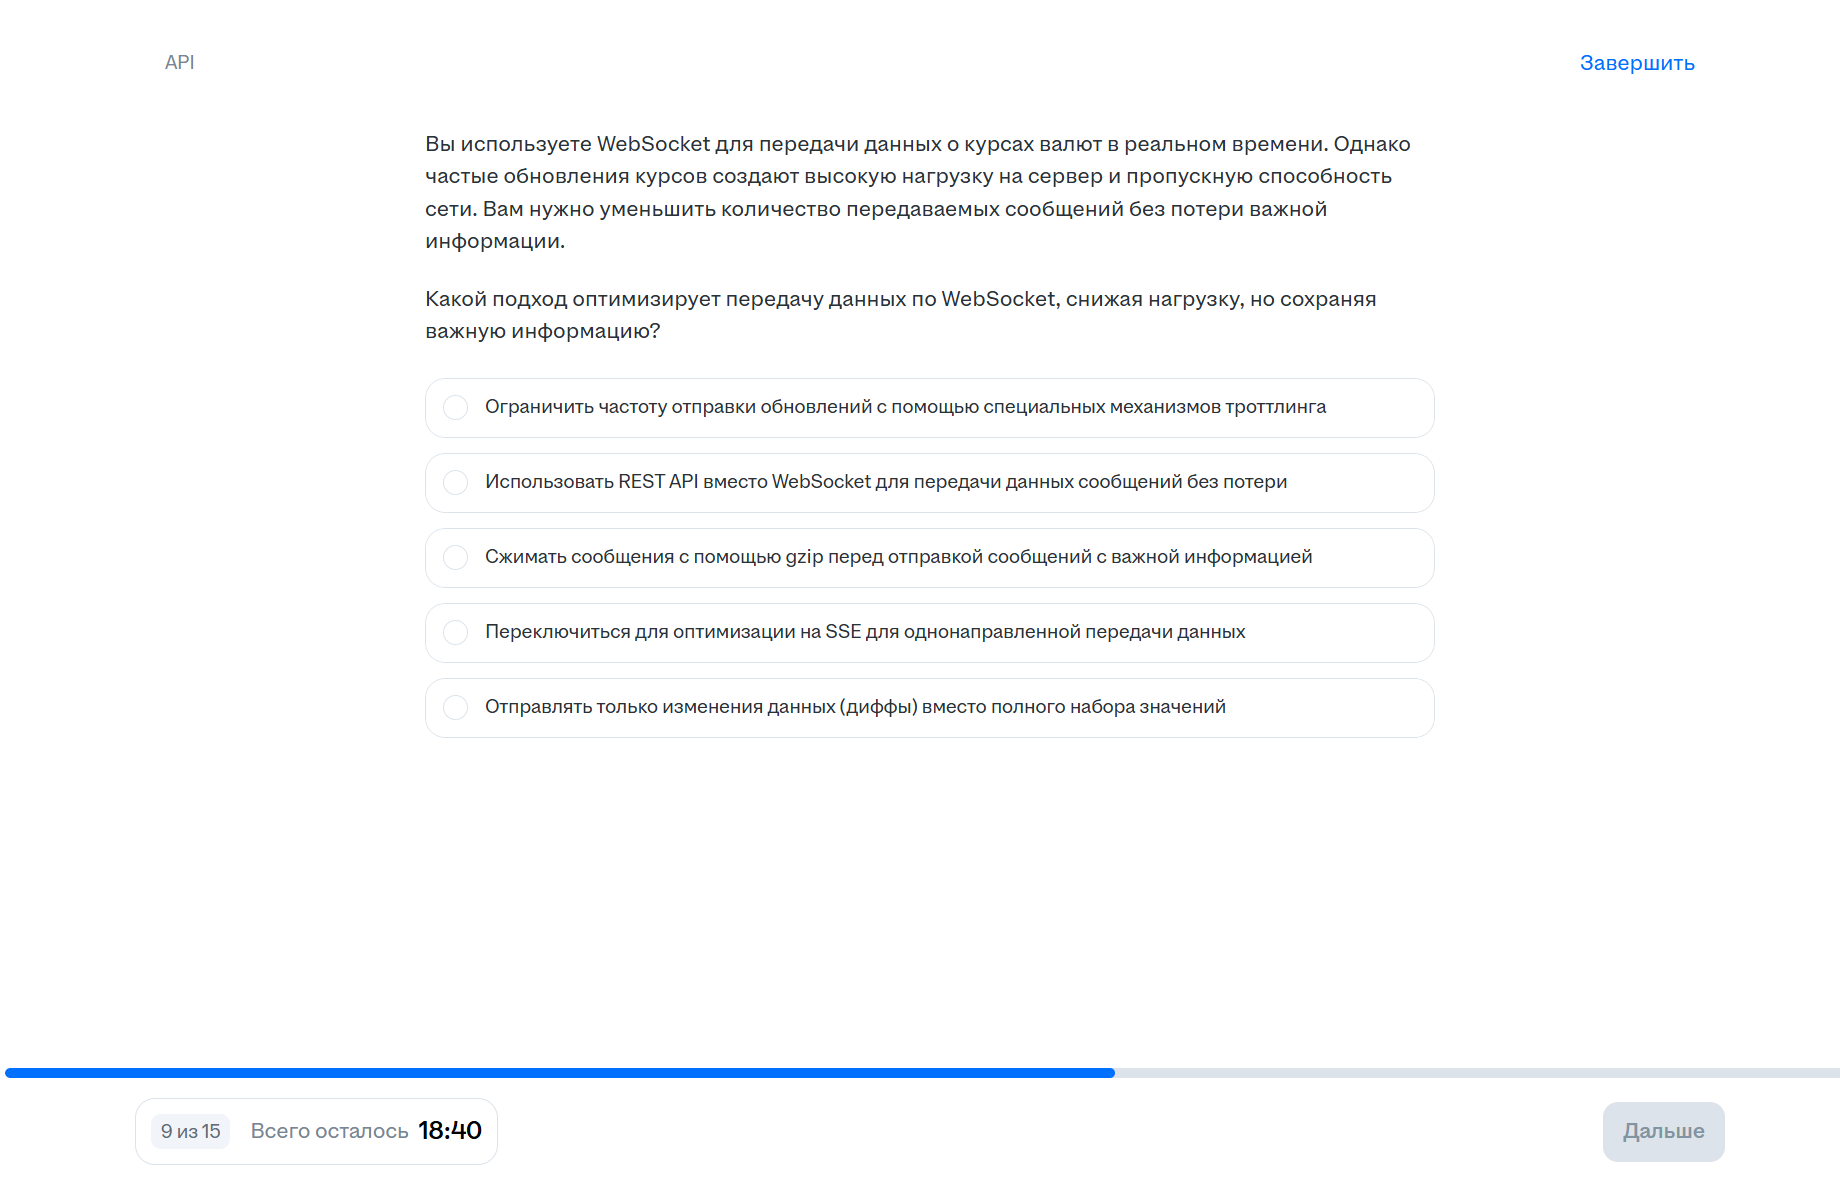 API
Завершить
Вы используете WebSocket для передачи данных о курсах валют в реальном времени. Однако
частые обновления курсов создают высокую нагрузку на сервер и пропускную способность
сети. Вам нужно уменьшить количество передаваемых сообщений без потери важной
информации.
Какой подход оптимизирует передачу данных по WebSocket, снижая нагрузку, но сохраняя
важную информацию?
Ограничить частоту отправки обновлений с помощью специальных механизмов троттлинга
Использовать REST API вместо WebSocket для передачи данных сообщений без потери
Сжимать сообщения с помощью gzip перед отправкой сообщений с важной информацией
Переключиться для оптимизации на SSE для однонаправленной передачи данных
Отправлять только изменения данных (диффы) вместо полного набора значений
9 из 15
Всего осталось 18:40
Дальше